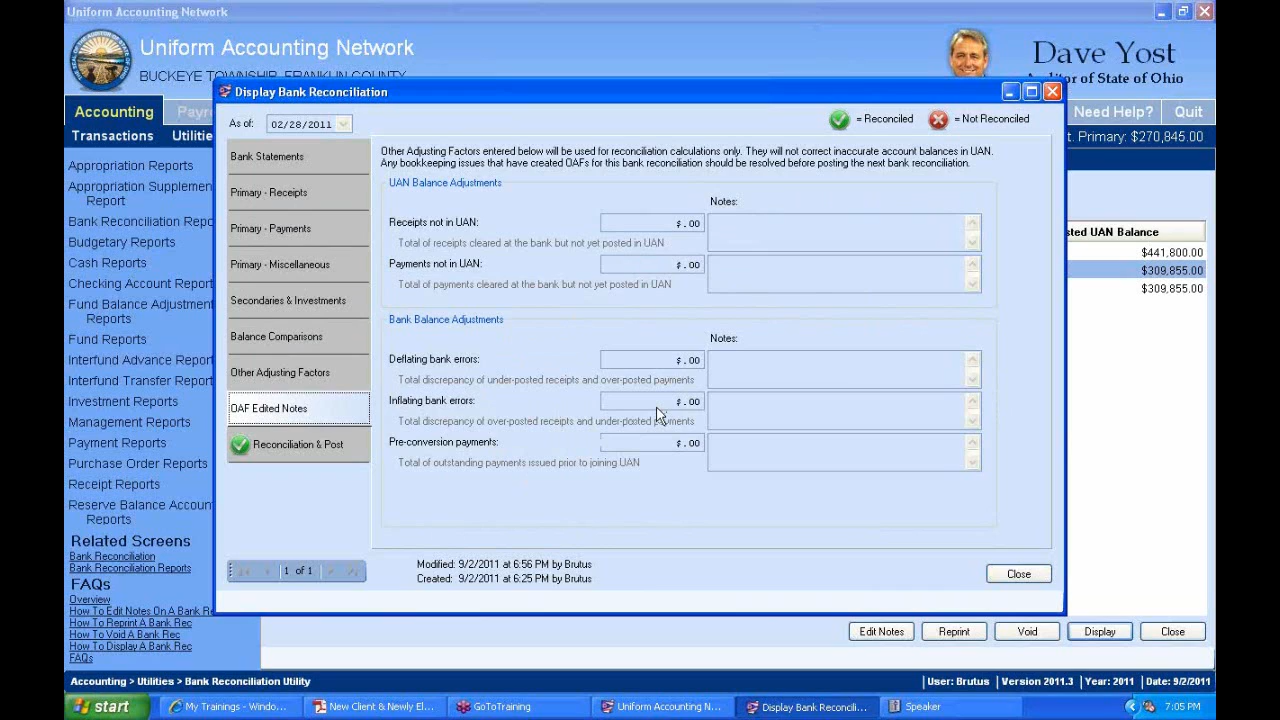 Uniform Accounting Network
Uniform Accounting Network
BUCKEYE TOWNSHIP, FRANKLIN COUNTY
Dave Yost
Auditor of State of Ohio
Accounting
Need Help?
Quit
Transactions
t. Primary: $270,845.00
Appropriation Reports
Appropriation Supplemen
Report
Bank Reconciliation Repo
Budgetary Reports
Cash Reports
Checking Account Report
Fund Balance Adjustment
Reports
Fund Reports
Interfund Advance Report
Interfund Transfer Report
Investment Reports
Management Reports
Payment Reports
Purchase Order Reports
Receipt Reports
Reserve Balance Accoun
Reports
Related Screens
Bank Reconciliation
Bank Reconciliation Reports
FAQs
Overview
How To Edit Notes On A Bank R
How To Reprint A Bank Rec
How To Void A Bank Rec
How To Display A Bank Rec
FAQs
Display Bank Reconciliation
As of: 02/28/2011
= Reconciled
= Not Reconciled
Bank Statements
Primary - Receipts
Primary - Payments
Primary - Miscellaneous
Secondaries & Investments
Balance Comparisons
Other Adjusting Factors
OAF Edited Notes
Reconciliation & Post
Other Adjusting Factors entered below will be used for reconciliation calculations only. They will not correct inaccurate account balances in UAN.
Any bookkeeping issues that have created OAFs for this bank reconciliation should be resolved before posting the next bank reconciliation.
UAN Balance Adjustments
Notes:
Receipts not in UAN: $.00
Total of receipts cleared at the bank but not yet posted in UAN
Payments not in UAN: $.00
Total of payments cleared at the bank but not yet posted in UAN
Bank Balance Adjustments
Notes:
Deflating bank errors: $.00
Total discrepancy of under-posted receipts and over-posted payments
Inflating bank errors: $.00
Total discrepancy of over-posted receipts and under-posted payments
Pre-conversion payments: $.00
Total of outstanding payments issued prior to joining UAN
1 of 1
Modified: 9/2/2011 at 6:56 PM by Brutus
Created: 9/2/2011 at 6:25 PM by Brutus
Close
sted UAN Balance
$441,800.00
$309,855.00
$309,855.00
Edit Notes
Reprint
Void
Display
Close
Accounting > Utilities > Bank Reconciliation Utility
User: Brutus
Version 2011.3
Year: 2011
Date: 9/2/2011
start
My Trainings - Windo...
New Client & Newly El...
GoToTraining
Uniform Accounting N...
Display Bank Reconcili...
Speaker
7:05 PM